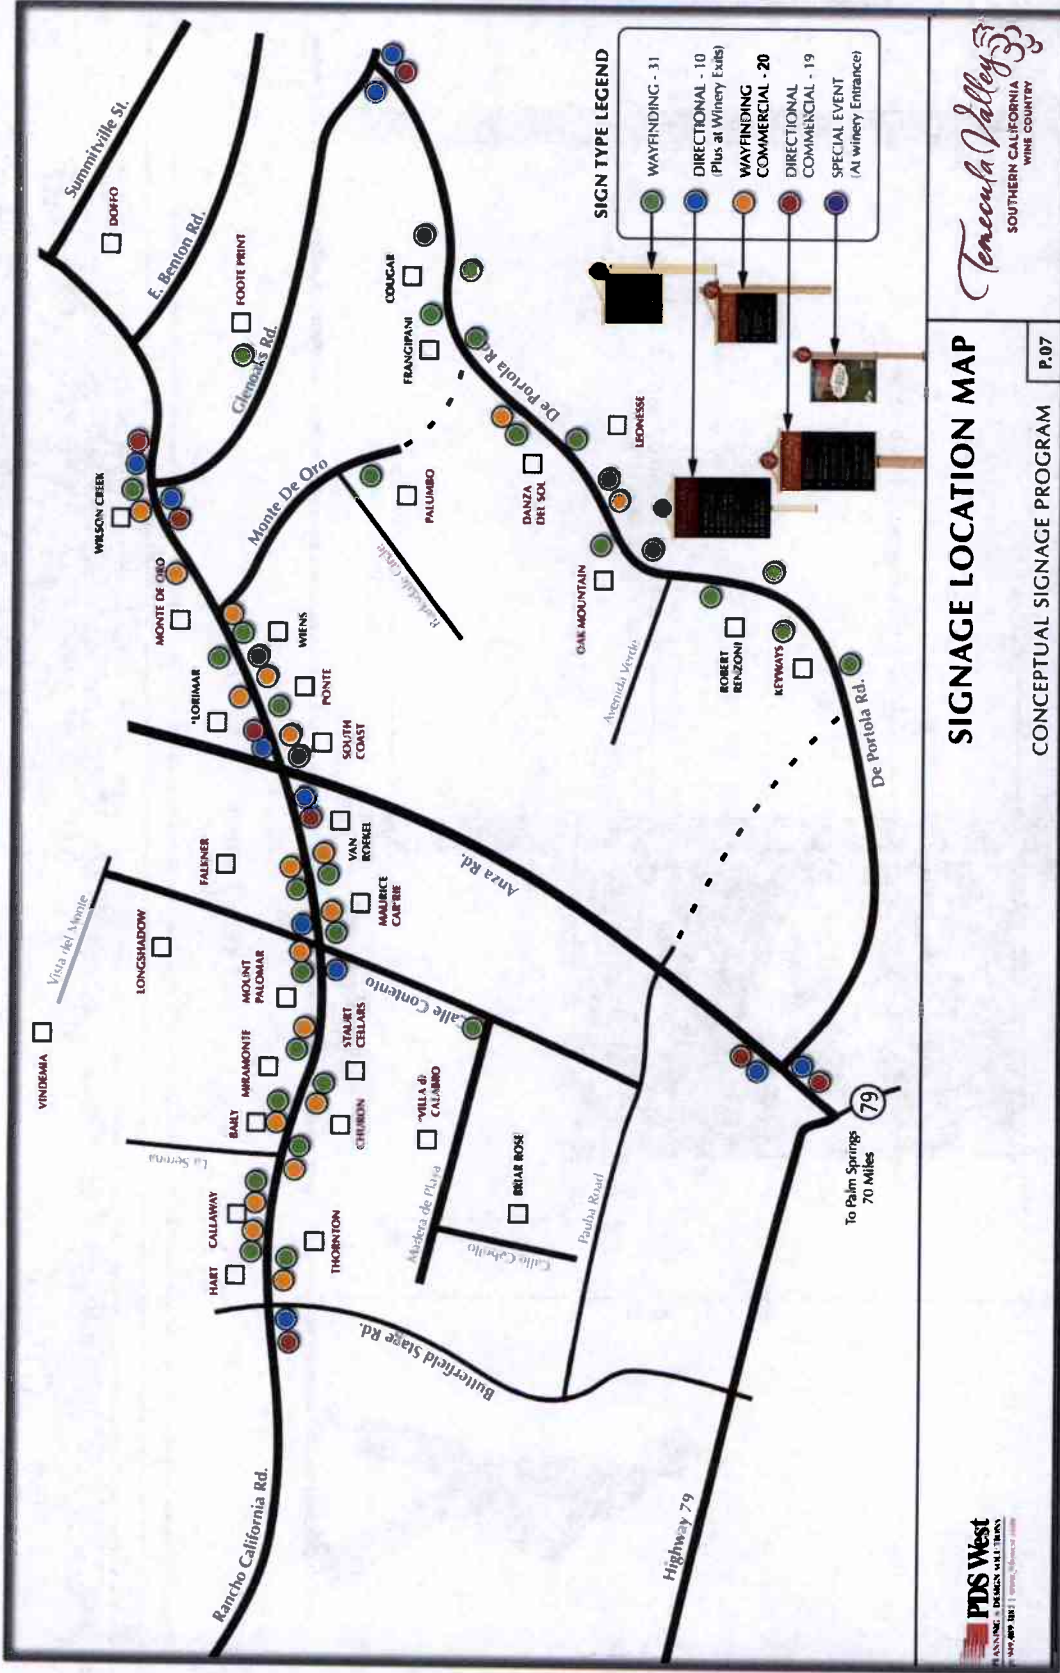 Summitville St.
DOFFO
E. Benton Rd.
FOOTE PRINT
Glenoaks Rd.
WILSON CREEK
MONTE DE ORO
Monte De Oro
*LORIMAR
WIENS
PONTE
SOUTH
COAST
PALUMBO
COUGAR
FRANGIPANI
De Portola Rd.
DANZA
DEL SOL
LEONESSE
OAK MOUNTAIN
Avenida Verde
ROBERT
RENZONI
KEYWAYS
De Portola Rd.
Anza Rd.
FALKNER
VAN
ROEKEL
MAURICE
CAR'RIE
Vista del Monte
LONGSHADOW
VINDEMIA
MOUNT
PALOMAR
Calle Contento
MIRAMONTE
STAURT
CELLARS
BAILY
CHURON
*VILLA di
CALABRO
La Serena
CALLAWAY
HART
THORNTON
Madera de Playa
BRIAR ROSE
Calle Cabrillo
Pauba Road
Butterfield Stage Rd.
Rancho California Rd.
Highway 79
79
To Palm Springs
70 Miles
SIGN TYPE LEGEND
WAYFINDING - 31
DIRECTIONAL - 10
(Plus at Winery Exits)
WAYFINDING
COMMERCIAL - 20
DIRECTIONAL
COMMERCIAL - 19
SPECIAL EVENT
(At winery Entrance)
PDS West
PLANNING & DESIGN SOLUTIONS
SIGNAGE LOCATION MAP
CONCEPTUAL SIGNAGE PROGRAM
P.07
Temecula Valley
SOUTHERN CALIFORNIA
WINE COUNTRY